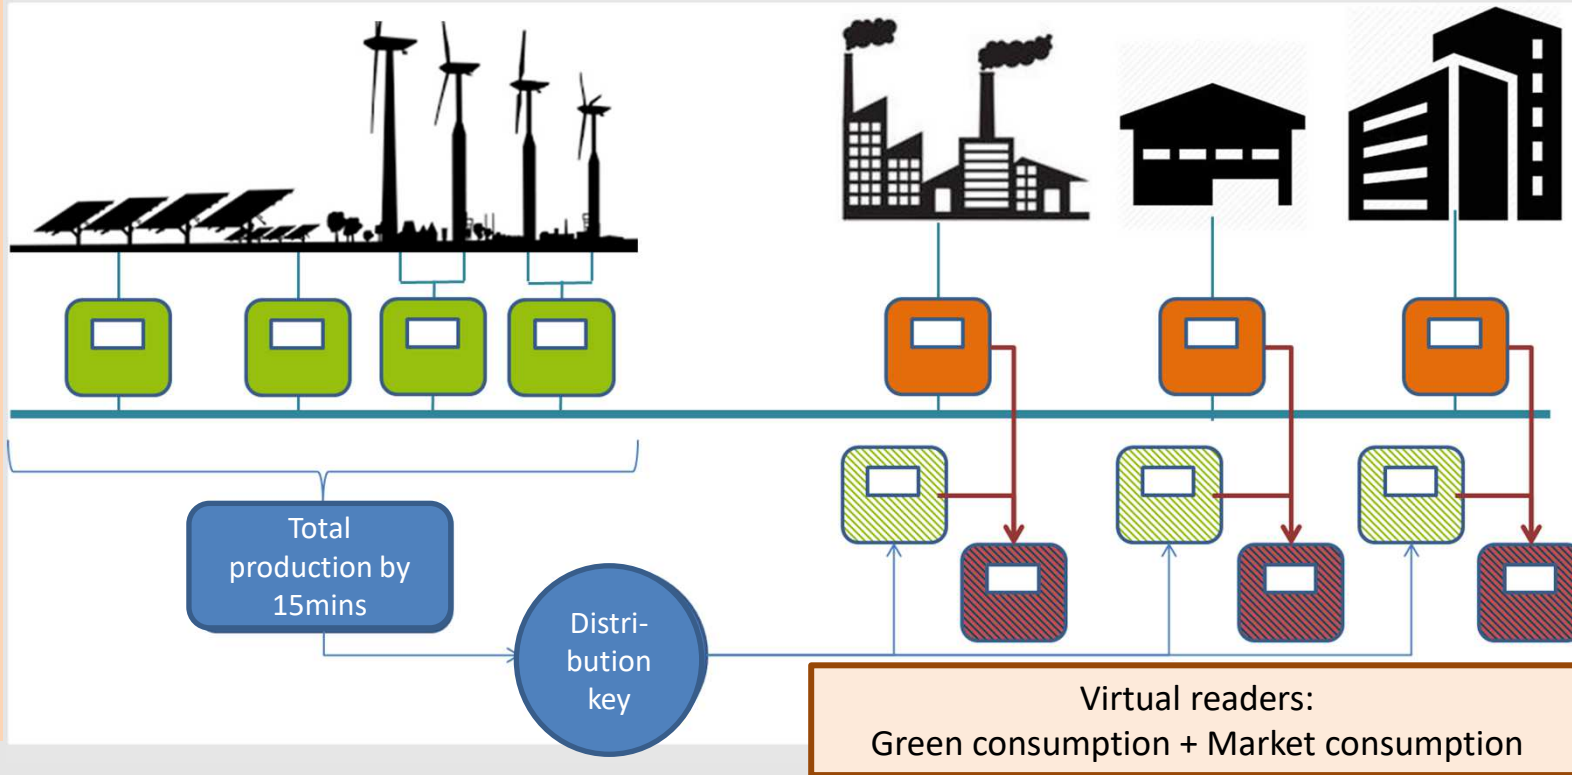 Total
production by
15mins
Distri-
bution
key
Virtual readers:
Green consumption + Market consumption